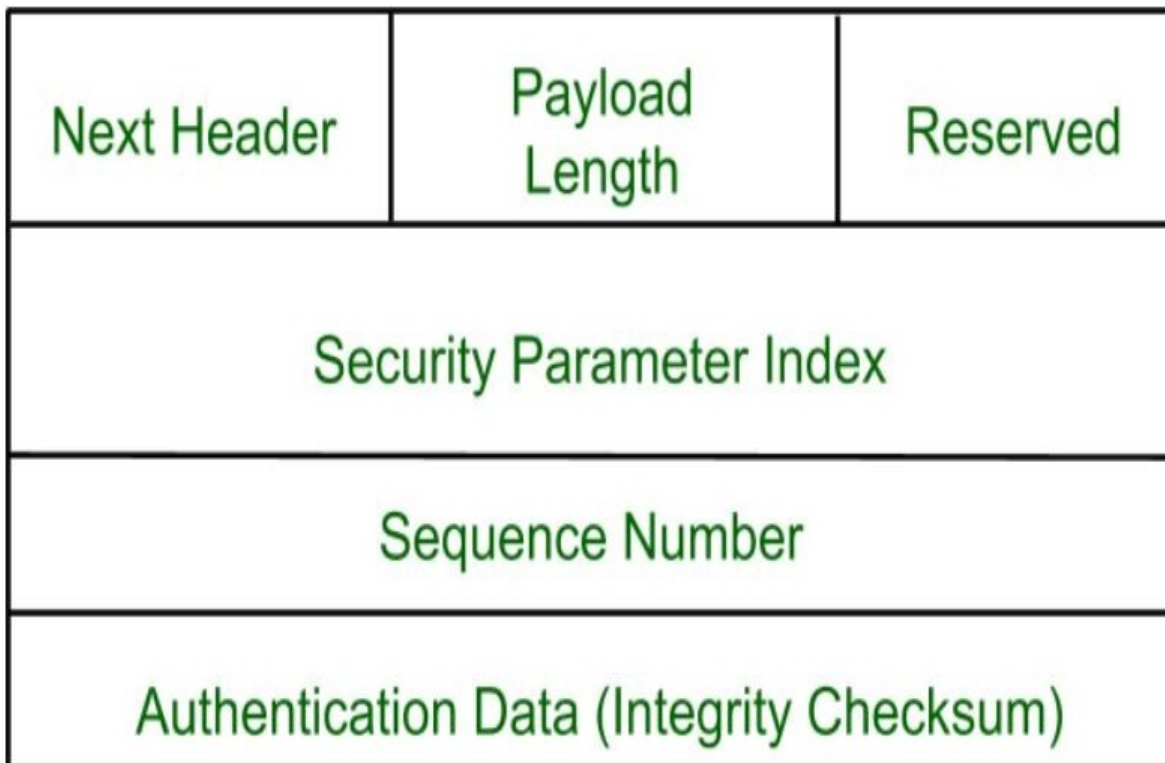 Next Header
Payload
Length
Reserved
Security Parameter Index
Sequence Number
Authentication Data (Integrity Checksum)